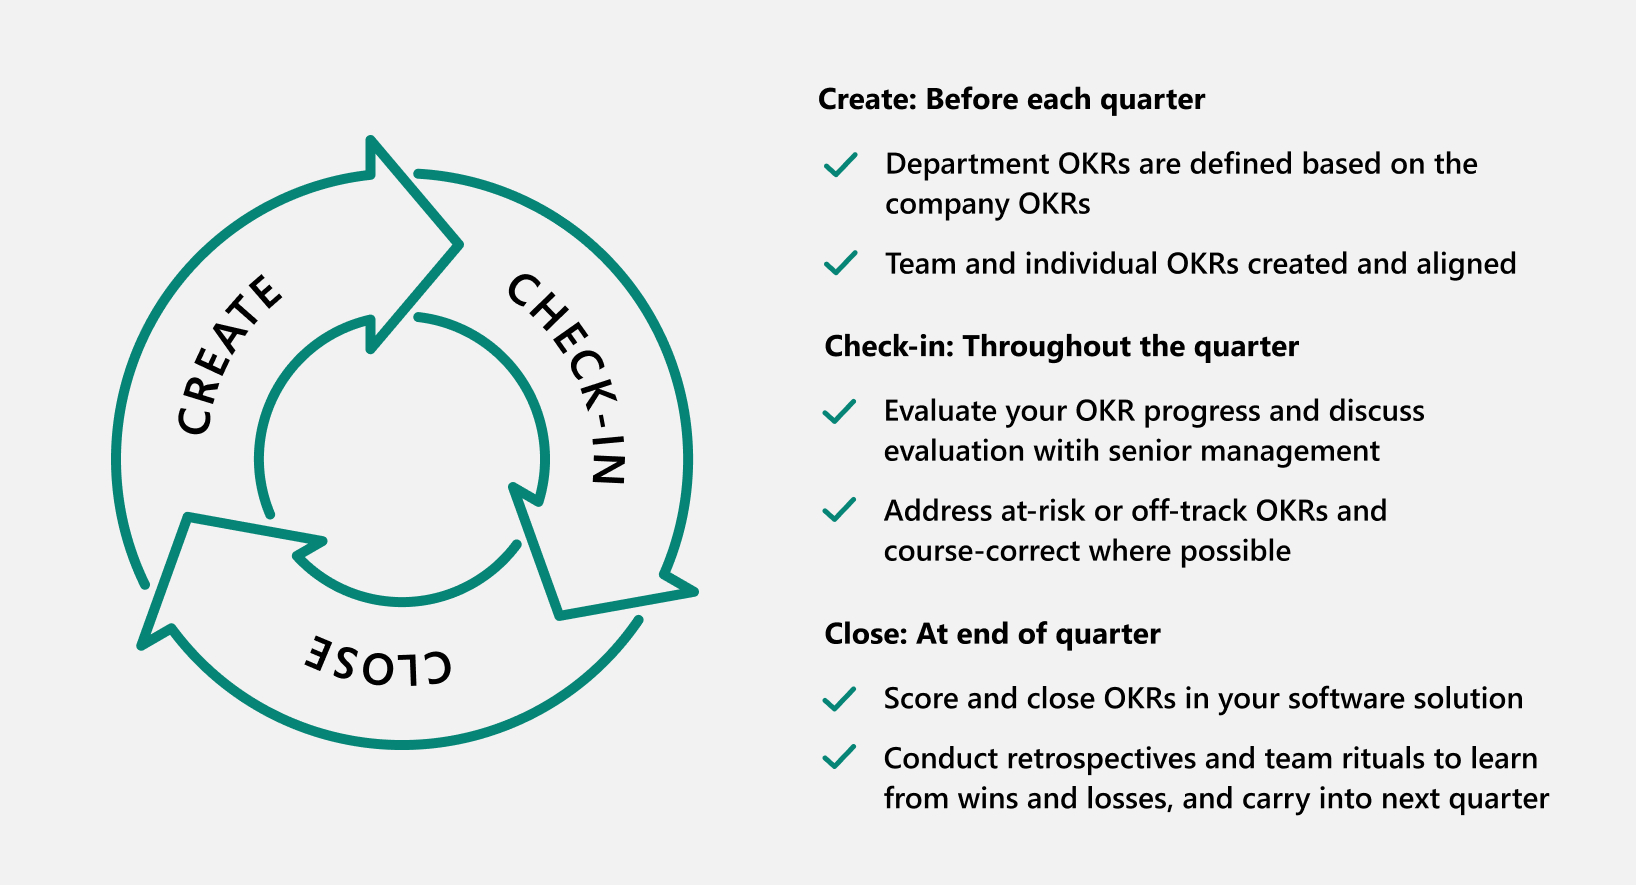 CREATE
CHECK-IN
CLOSE
Create: Before each quarter
Department OKRs are defined based on the
company OKRs
Team and individual OKRs created and aligned
Check-in: Throughout the quarter
Evaluate your OKR progress and discuss
evaluation witih senior management
Address at-risk or off-track OKRs and
course-correct where possible
Close: At end of quarter
Score and close OKRs in your software solution
Conduct retrospectives and team rituals to learn
from wins and losses, and carry into next quarter